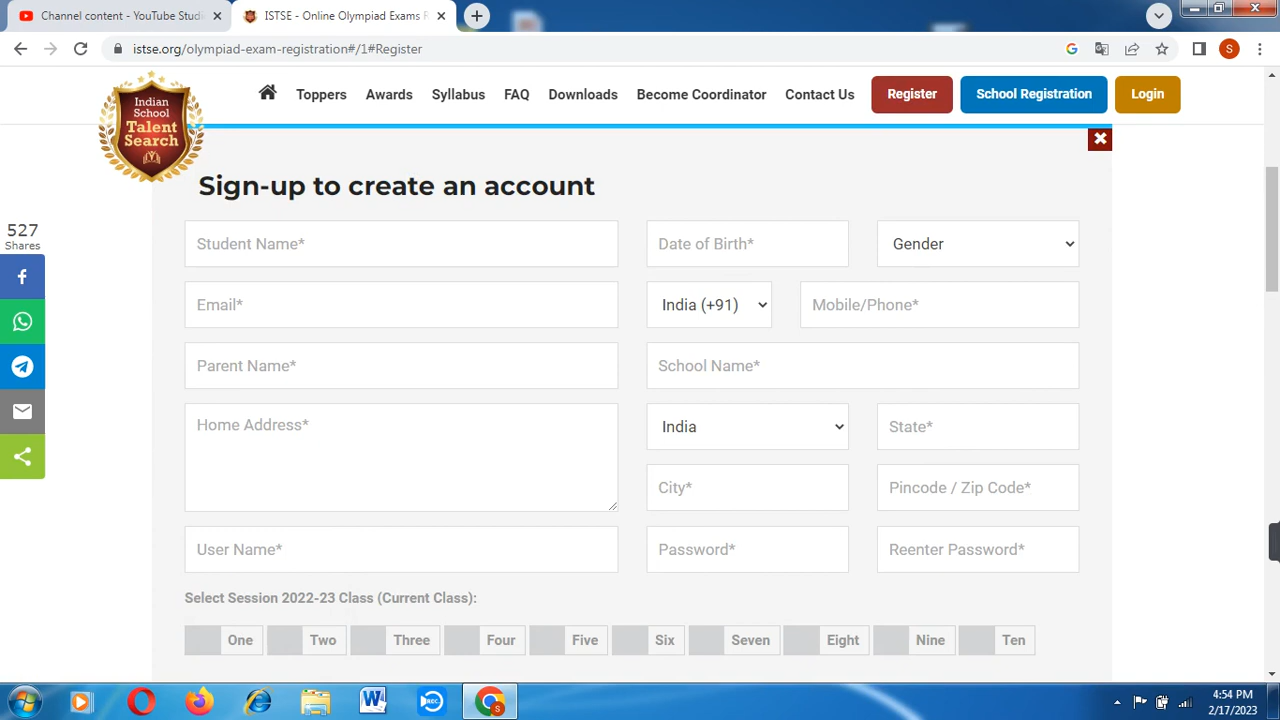 Channel content - YouTube Stud
ISTSE - Online Olympiad Exams R
istse.org/olympiad-exam-registration#/1#Register
S
Indian
School
Talent
Search
Toppers Awards Syllabus FAQ Downloads Become Coordinator Contact Us Register School Registration Login
Sign-up to create an account
527
Shares
Student Name* Date of Birth* Gender
Email* India (+91) Mobile/Phone*
Parent Name* School Name*
Home Address* India State*
City* Pincode / Zip Code*
User Name* Password* Reenter Password*
Select Session 2022-23 Class (Current Class):
One Two Three Four Five Six Seven Eight Nine Ten
REC
S
4:54 PM
2/17/2023